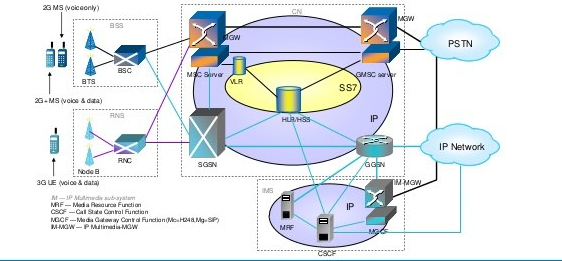 2G MS (voiceonly)
CN
BSS
MGW
MGW
PSTN
BTS
BSC
MSC Server
VLR
GMSC server
SS7
2G+ MS (voice & data)
RNS
HLR/HSS
IP
IP Network
Node B
RNC
SGSN
GGSN
3G UE (voice & data)
IMS
IM-MGW
IP
IM — IP Multimedia sub-system
MRF — Media Resource Function
CSCF — Call State Control Function
MGCF — Media Gateway Control Function (Mc=H248,Mg=SIP)
IM-MGW — IP Multimedia-MGW
MRF
MGCF
CSCF